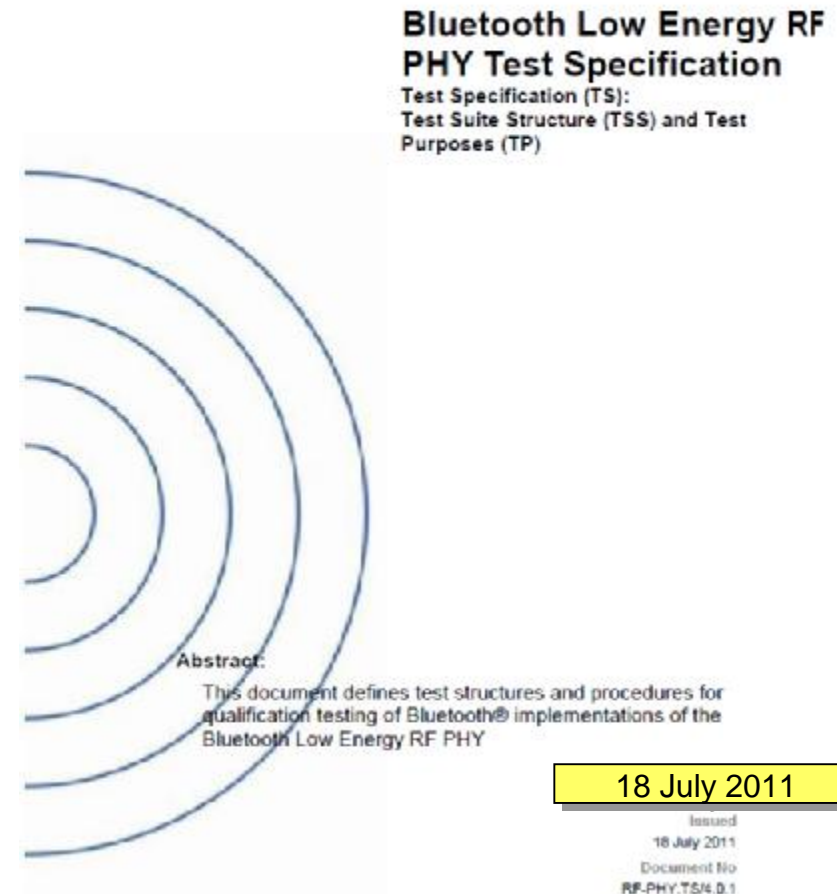 Bluetooth Low Energy RF
PHY Test Specification
Test Specification (TS):
Test Suite Structure (TSS) and Test
Purposes (TP)
Abstract:
This document defines test structures and procedures for
qualification testing of Bluetooth® implementations of the
Bluetooth Low Energy RF PHY
18 July 2011
Issued
18 July 2011
Document No
RF-PHY.TS/4.0.1